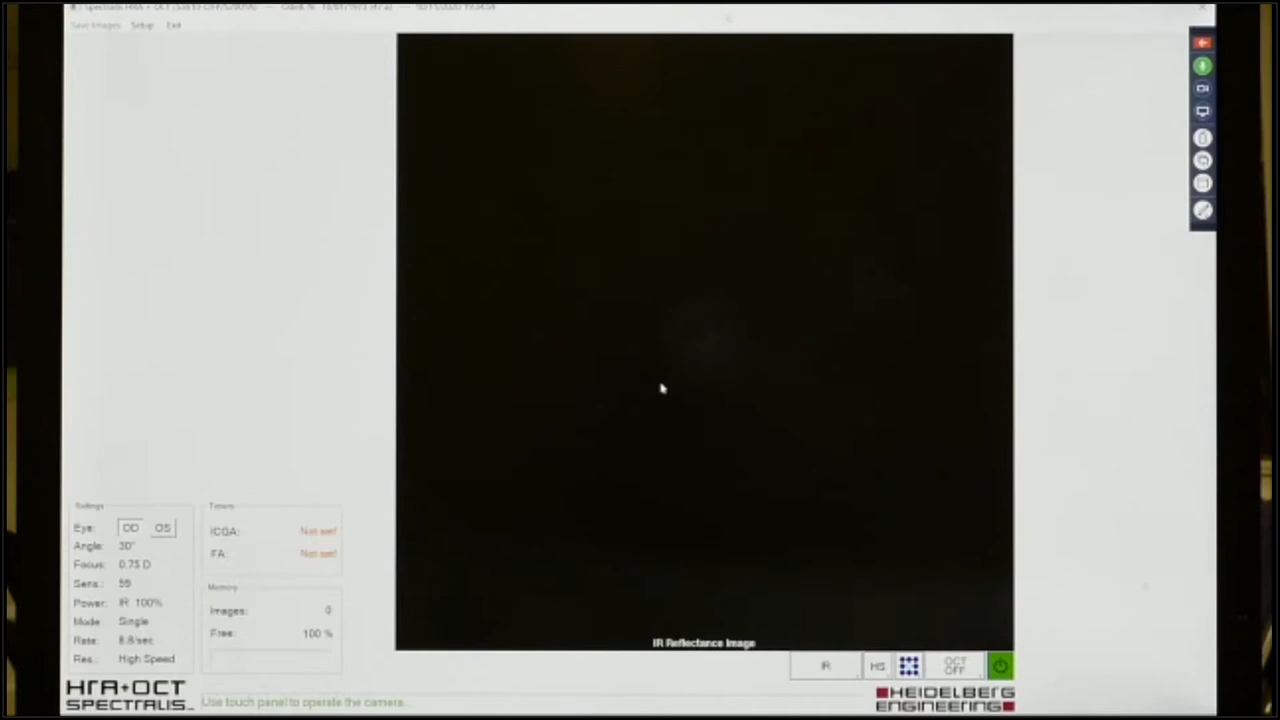 Save Images Setup Exit
Settings
Eye: OD OS
Angle: 30°
Focus: 0.75 D
Sens.: 59
Power: IR 100%
Mode: Single
Rate: 8.8/sec
Res.: High Speed
Timers
ICGA: Not set!
FA: Not set!
Memory
Images: 0
Free: 100 %
IR Reflectance Image
IR HS OCT OFF
HRA+OCT
SPECTRALIS
Use touch panel to operate the camera...
HEIDELBERG
ENGINEERING